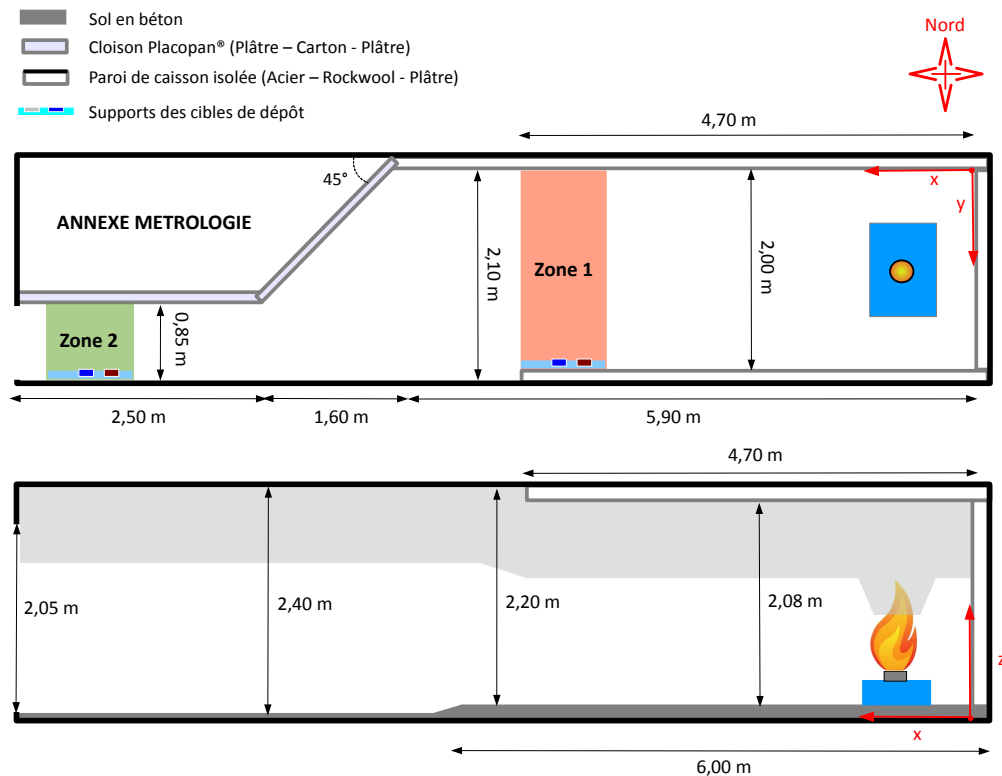 Sol en béton
Cloison Placopan® (Plâtre – Carton - Plâtre)
Paroi de caisson isolée (Acier – Rockwool - Plâtre)
Supports des cibles de dépôt
Nord
4,70 m
45°
x
y
ANNEXE METROLOGIE
2,10 m
Zone 1
2,00 m
Zone 2
0,85 m
2,50 m
1,60 m
5,90 m
4,70 m
2,05 m
2,40 m
2,20 m
2,08 m
z
x
6,00 m